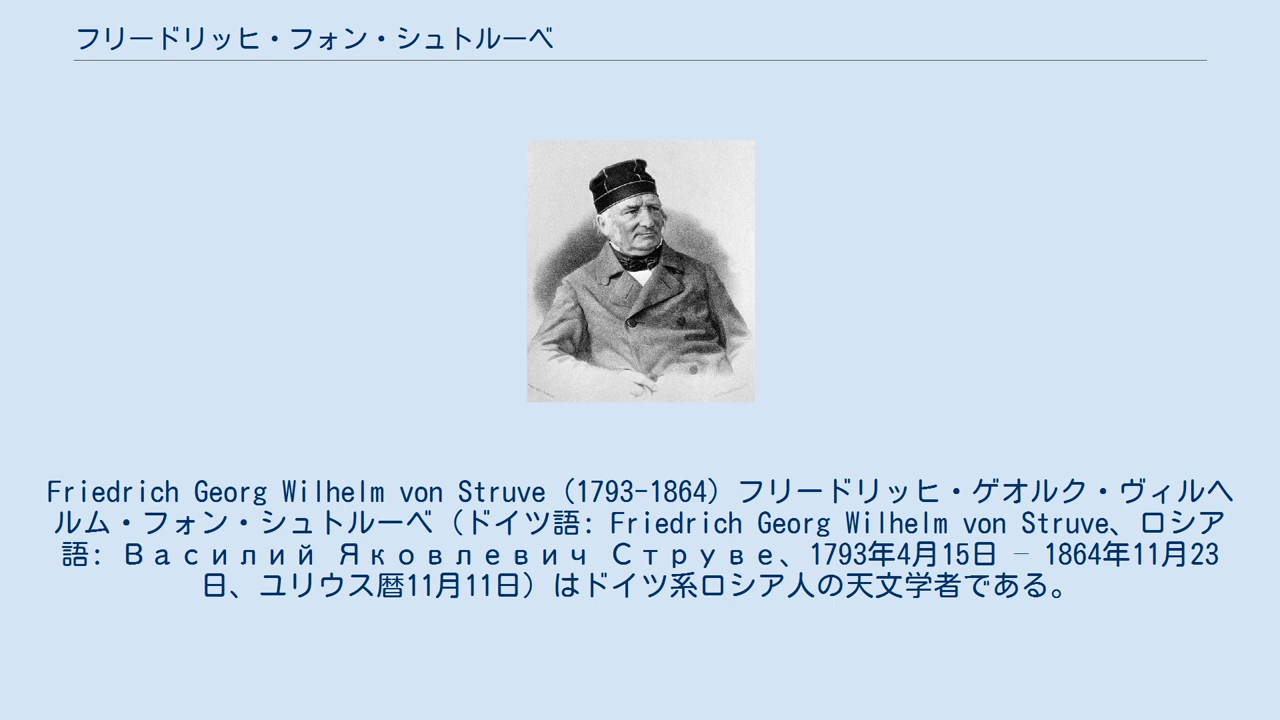 フリードリッヒ・フォン・シュトルーベ
Friedrich Georg Wilhelm von Struve (1793-1864) フリードリッヒ・ゲオルク・ヴィルヘ
ルム・フォン・シュトルーベ（ドイツ語: Friedrich Georg Wilhelm von Struve、ロシア
語: Василий Яковлевич Струве、1793年4月15日 – 1864年11月23
日、ユリウス暦11月11日）はドイツ系ロシア人の天文学者である。